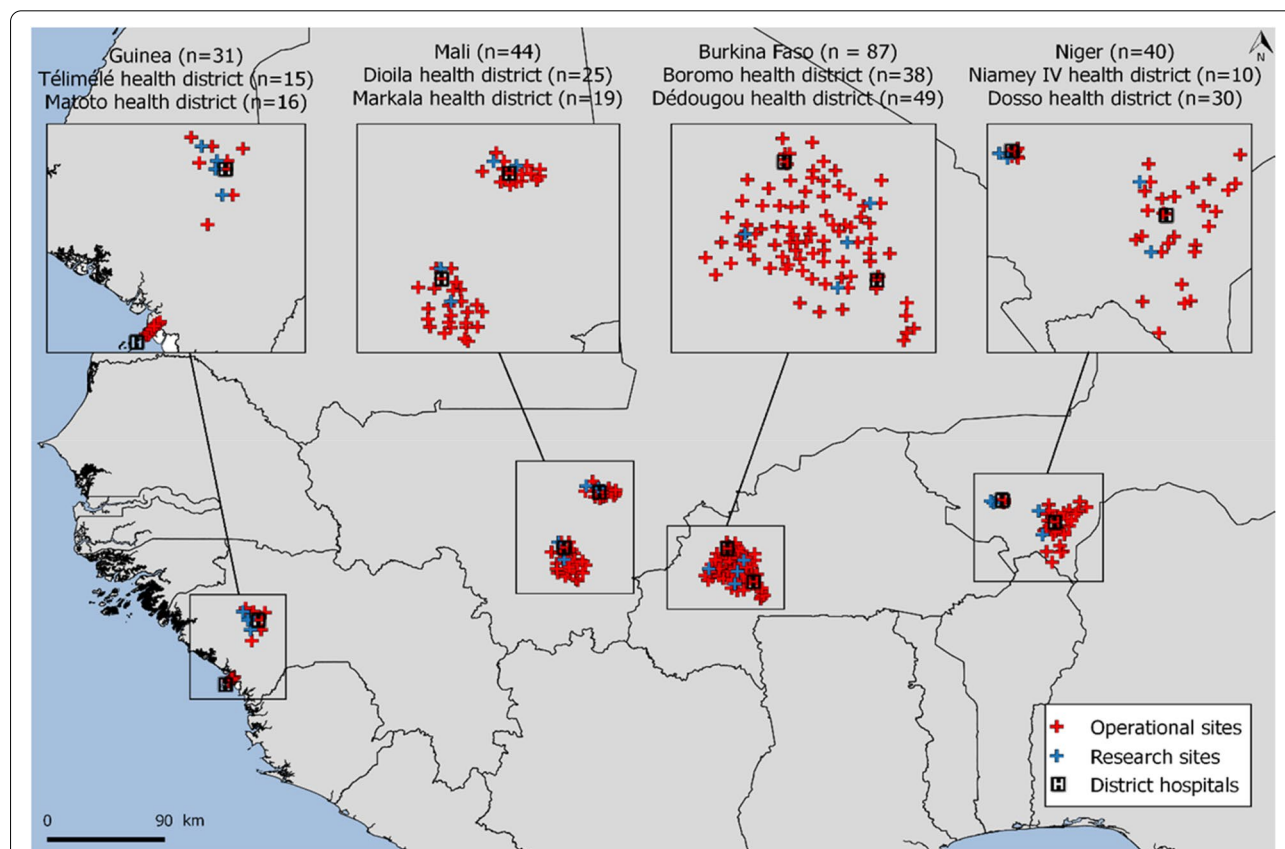 Guinea (n=31)
Télimélé health district (n=15)
Matoto health district (n=16)
Mali (n=44)
Dioila health district (n=25)
Markala health district (n=19)
Burkina Faso (n = 87)
Boromo health district (n=38)
Dédougou health district (n=49)
Niger (n=40)
Niamey IV health district (n=10)
Dosso health district (n=30)
N
Operational sites
Research sites
H District hospitals
0 90 km